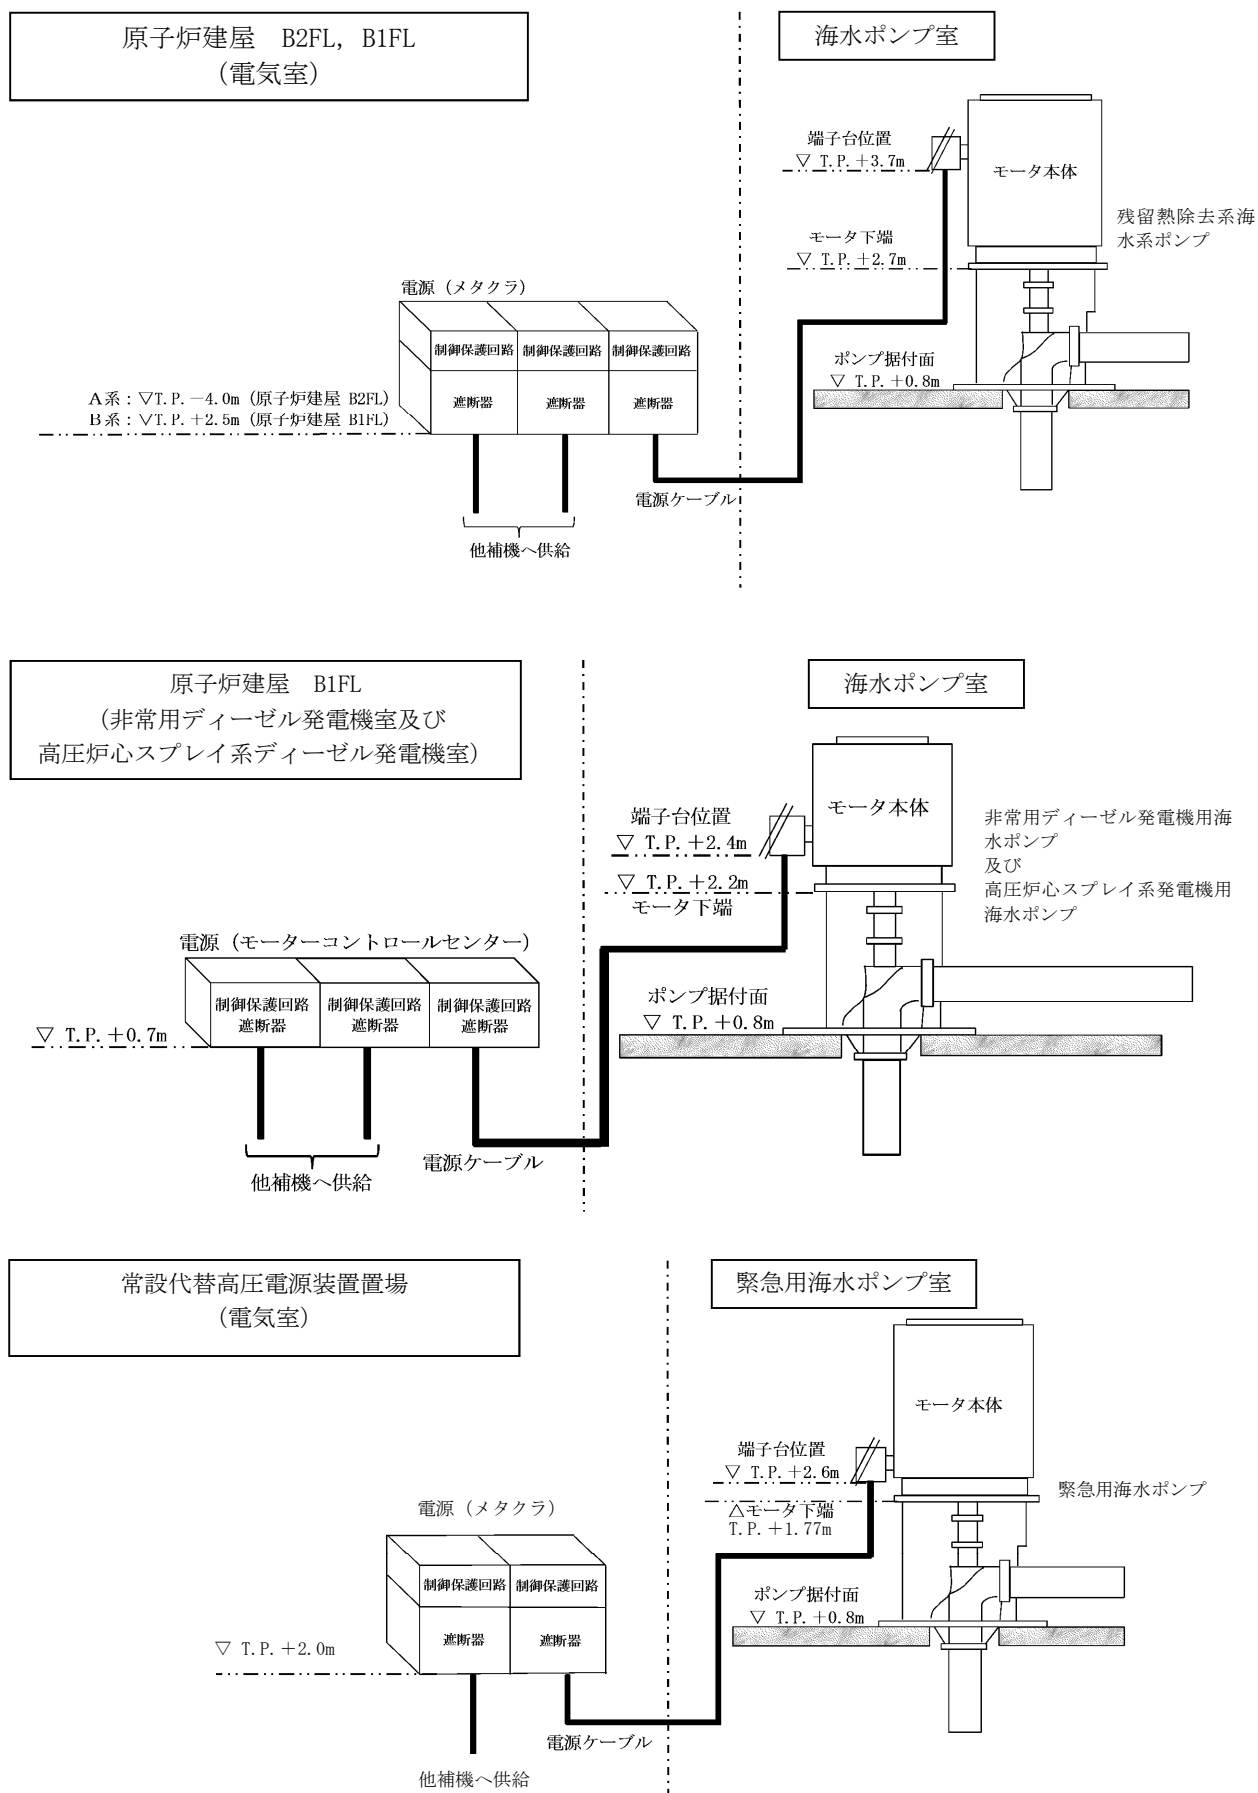 原子炉建屋 B2FL，B1FL
（電気室）
海水ポンプ室
端子台位置
▽ T.P.＋3.7m
モータ本体
残留熱除去系海
水系ポンプ
モータ下端
▽ T.P.＋2.7m
電源（メタクラ）
制御保護回路
制御保護回路
制御保護回路
遮断器
遮断器
遮断器
A系：▽T.P.－4.0m（原子炉建屋 B2FL）
B系：▽T.P.＋2.5m（原子炉建屋 B1FL）
ポンプ据付面
▽ T.P.＋0.8m
電源ケーブル
他補機へ供給
原子炉建屋 B1FL
（非常用ディーゼル発電機室及び
高圧炉心スプレイ系ディーゼル発電機室）
海水ポンプ室
端子台位置
▽ T.P.＋2.4m
モータ本体
非常用ディーゼル発電機用海
水ポンプ
及び
高圧炉心スプレイ系発電機用
海水ポンプ
▽ T.P.＋2.2m
モータ下端
電源（モーターコントロールセンター）
制御保護回路
遮断器
制御保護回路
遮断器
制御保護回路
遮断器
▽ T.P.＋0.7m
ポンプ据付面
▽ T.P.＋0.8m
電源ケーブル
他補機へ供給
常設代替高圧電源装置置場
（電気室）
緊急用海水ポンプ室
モータ本体
端子台位置
▽ T.P.＋2.6m
緊急用海水ポンプ
△モータ下端
T.P.＋1.77m
電源（メタクラ）
制御保護回路
制御保護回路
遮断器
遮断器
▽ T.P.＋2.0m
ポンプ据付面
▽ T.P.＋0.8m
電源ケーブル
他補機へ供給